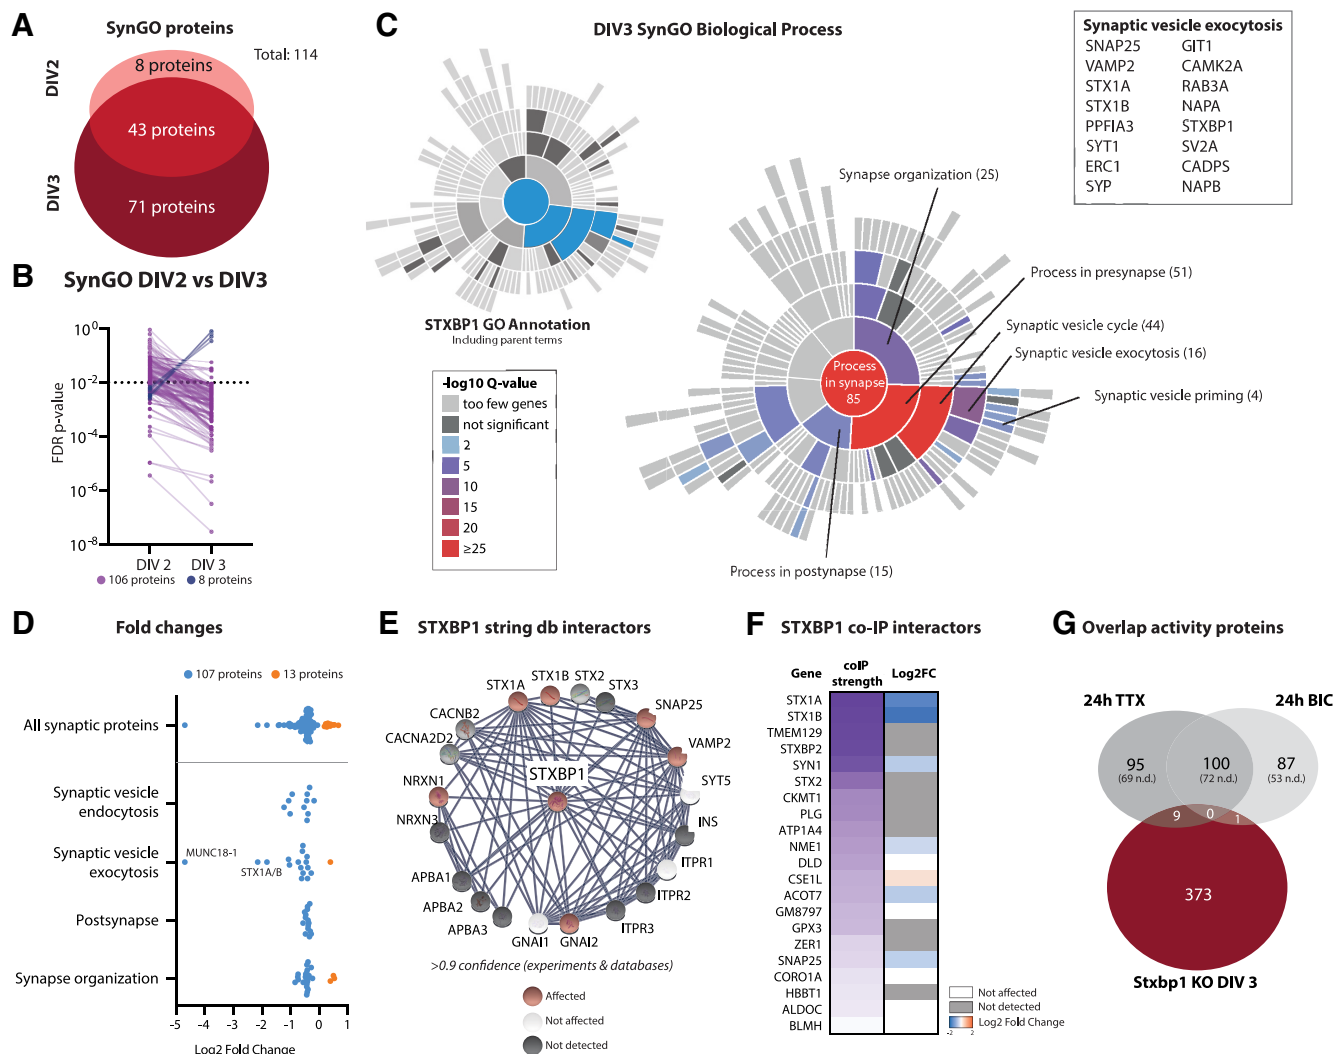 A
SynGO proteins
Total: 114
DIV2
8 proteins
43 proteins
DIV3
71 proteins
B
SynGO DIV2 vs DIV3
FDR p-value
10^0
10^-2
10^-4
10^-6
10^-8
DIV 2
DIV 3
106 proteins
8 proteins
C
DIV3 SynGO Biological Process
STXBP1 GO Annotation
Including parent terms
-log10 Q-value
too few genes
not significant
2
5
10
15
20
≥25
Process
in synapse
85
Synapse organization (25)
Process in presynapse (51)
Synaptic vesicle cycle (44)
Synaptic vesicle exocytosis (16)
Synaptic vesicle priming (4)
Process in postynapse (15)
Synaptic vesicle exocytosis
SNAP25 GIT1
VAMP2 CAMK2A
STX1A RAB3A
STX1B NAPA
PPFIA3 STXBP1
SYT1 SV2A
ERC1 CADPS
SYP NAPB
D
Fold changes
107 proteins
13 proteins
All synaptic proteins
Synaptic vesicle
endocytosis
Synaptic vesicle
exocytosis
MUNC18-1
STX1A/B
Postsynapse
Synapse organization
-5 -4 -3 -2 -1 0 1
Log2 Fold Change
E
STXBP1 string db interactors
STX1A
STX1B
STX2
STX3
SNAP25
VAMP2
SYT5
INS
ITPR1
ITPR2
ITPR3
GNAI2
GNAI1
APBA3
APBA2
APBA1
NRXN3
NRXN1
CACNA2D2
CACNB2
STXBP1
>0.9 confidence (experiments & databases)
Affected
Not affected
Not detected
F
STXBP1 co-IP interactors
Gene
coIP
strength
Log2FC
STX1A
STX1B
TMEM129
STXBP2
SYN1
STX2
CKMT1
PLG
ATP1A4
NME1
DLD
CSE1L
ACOT7
GM8797
GPX3
ZER1
SNAP25
CORO1A
HBBT1
ALDOC
BLMH
Not affected
Not detected
Log2 Fold Change
-2 2
G
Overlap activity proteins
24h TTX
24h BIC
95
(69 n.d.)
100
(72 n.d.)
87
(53 n.d.)
9
0
1
373
Stxbp1 KO DIV 3